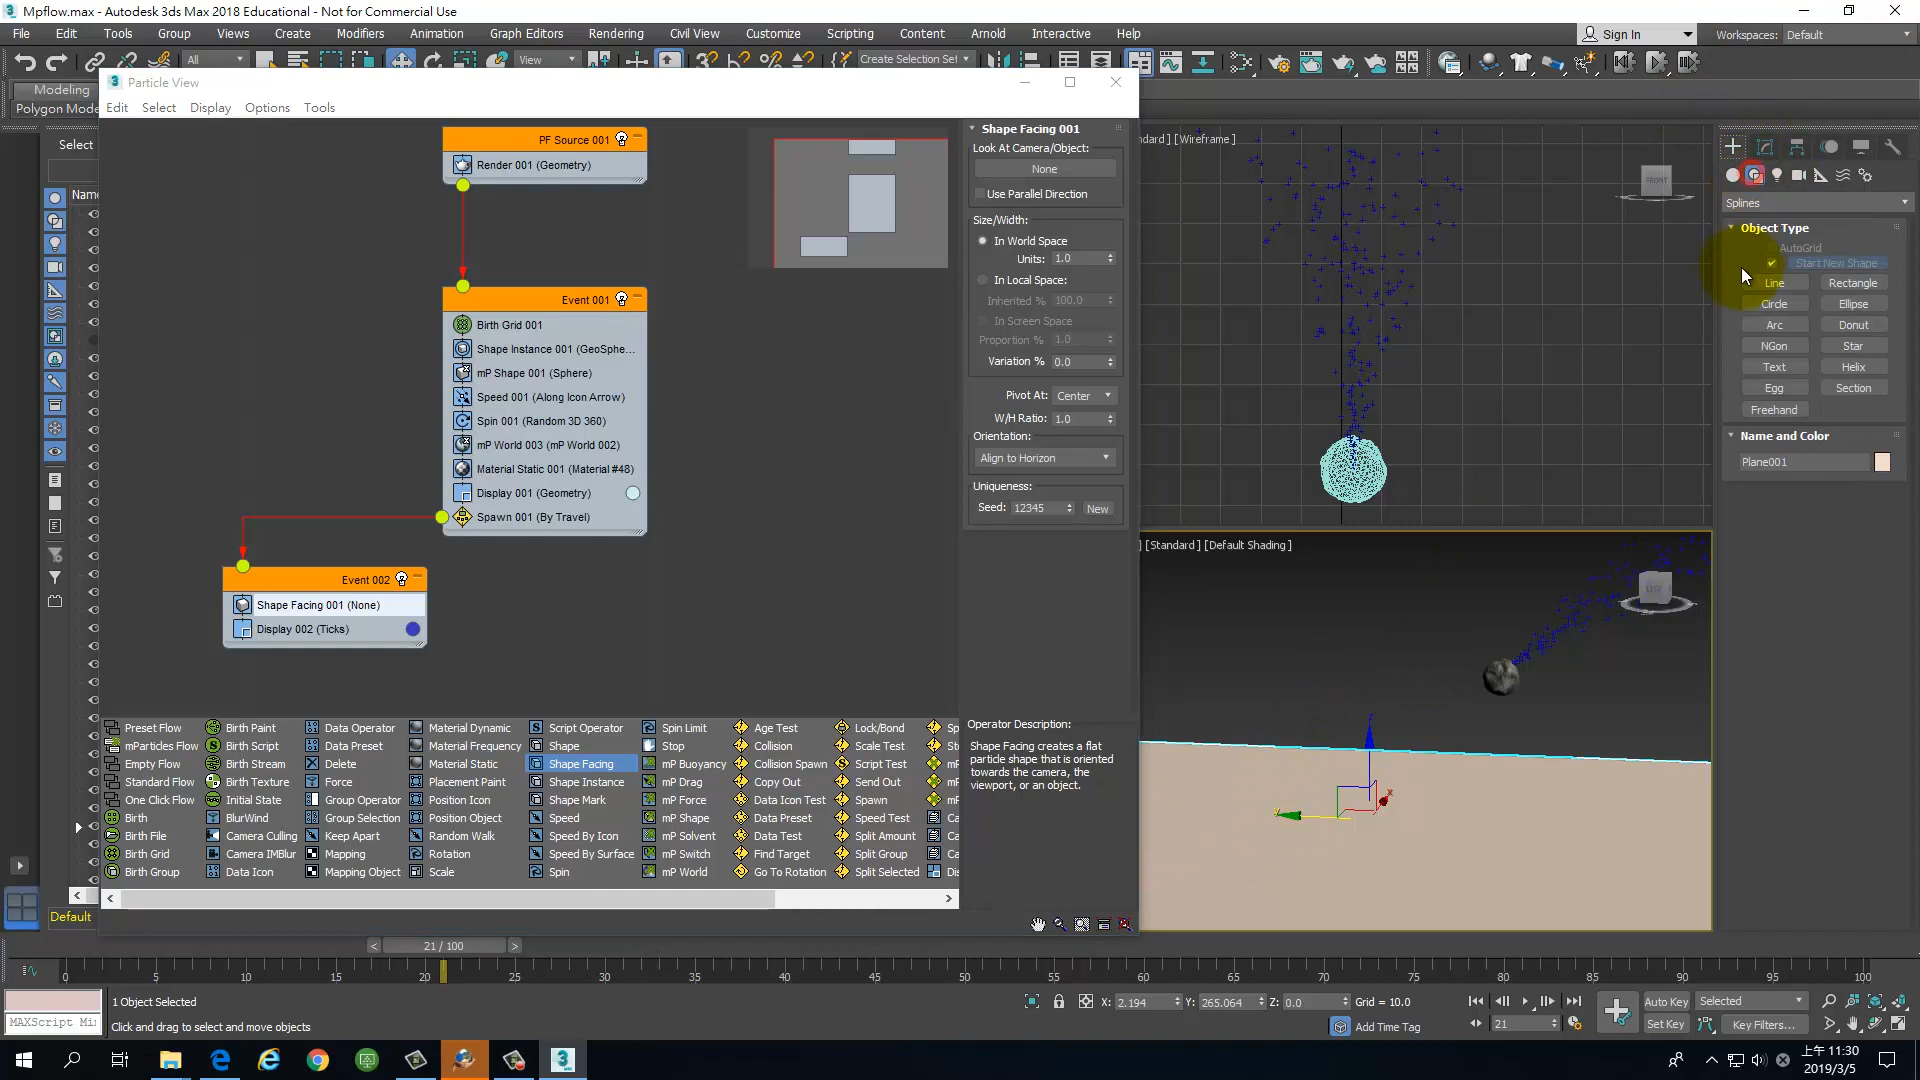 Mpflow.max - Autodesk 3ds Max 2018 Educational - Not for Commercial Use
File Edit Tools Group Views Create Modifiers Animation Graph Editors Rendering Civil View Customize Scripting Content Arnold Interactive Help
Sign In Workspaces: Default
All View Create Selection Set
Modeling
Polygon Mode
Select
Name
Particle View
Edit Select Display Options Tools
PF Source 001
Render 001 (Geometry)
Event 001
Birth Grid 001
Shape Instance 001 (GeoSphe...
mP Shape 001 (Sphere)
Speed 001 (Along Icon Arrow)
Spin 001 (Random 3D 360)
mP World 003 (mP World 002)
Material Static 001 (Material #48)
Display 001 (Geometry)
Spawn 001 (By Travel)
Event 002
Shape Facing 001 (None)
Display 002 (Ticks)
Shape Facing 001
Look At Camera/Object:
None
Use Parallel Direction
Size/Width:
In World Space
Units: 1.0
In Local Space:
Inherited % 100.0
In Screen Space
Proportion % 1.0
Variation % 0.0
Pivot At: Center
W/H Ratio: 1.0
Orientation:
Align to Horizon
Uniqueness:
Seed: 12345 New
Operator Description:
Shape Facing creates a flat
particle shape that is oriented
towards the camera, the
viewport, or an object.
Preset Flow Birth Paint Data Operator Material Dynamic Script Operator Spin Limit Age Test Lock/Bond Sp
mParticles Flow Birth Script Data Preset Material Frequency Shape Stop Collision Scale Test
Empty Flow Birth Stream Delete Material Static Shape Facing mP Buoyancy Collision Spawn Script Test
Standard Flow Birth Texture Force Placement Paint Shape Instance mP Drag Copy Out Send Out
One Click Flow Initial State Group Operator Position Icon Shape Mark mP Force Data Icon Test Spawn
Birth BlurWind Group Selection Position Object Speed mP Shape Data Preset Speed Test Ca
Birth File Camera Culling Keep Apart Random Walk Speed By Icon mP Solvent Data Test Split Amount Ca
Birth Grid Camera IMBlur Mapping Rotation Speed By Surface mP Switch Find Target Split Group Ca
Birth Group Data Icon Mapping Object Scale Spin mP World Go To Rotation Split Selected
[Wireframe]
FRONT
[Standard] [Default Shading]
LEFT
Splines
Object Type
AutoGrid
Start New Shape
Line Rectangle
Circle Ellipse
Arc Donut
NGon Star
Text Helix
Egg Section
Freehand
Name and Color
Plane001
Default
< 21 / 100 >
0 5 10 15 20 25 30 35 40 45 50 55 60 65 70 75 80 85 90 95 100
1 Object Selected
MAXScript Mi
Click and drag to select and move objects
X: 2.194 Y: 265.064 Z: 0.0 Grid = 10.0
Add Time Tag
21
Auto Key Selected
Set Key Key Filters...
上午 11:30
2019/3/5